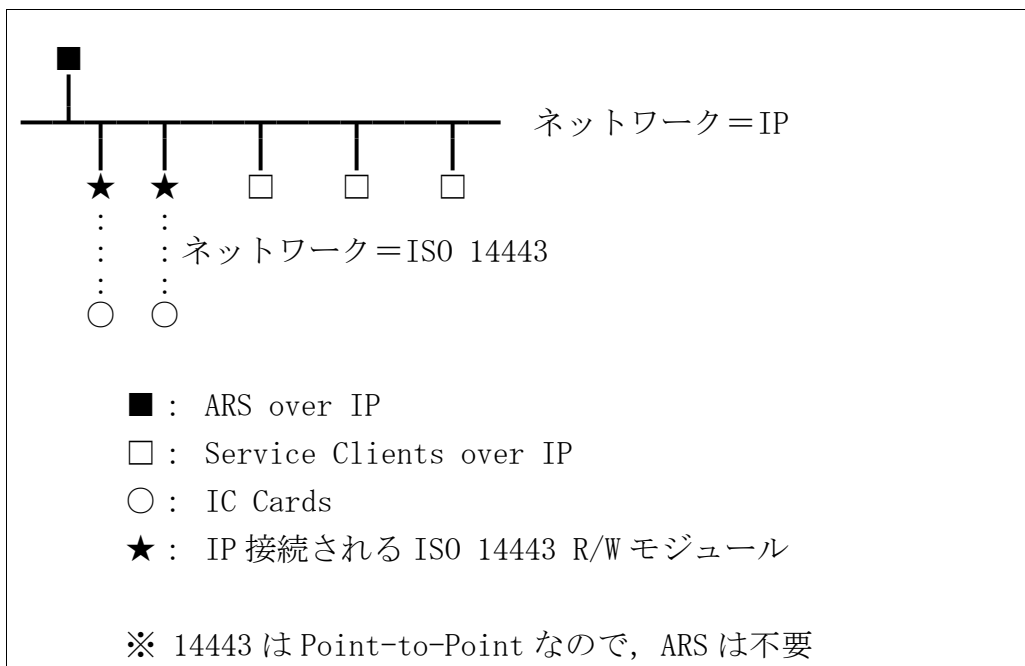 ネットワーク＝IP
ネットワーク＝ISO 14443
■： ARS over IP
□： Service Clients over IP
○： IC Cards
★： IP 接続される ISO 14443 R/W モジュール
※ 14443 は Point-to-Point なので，ARS は不要